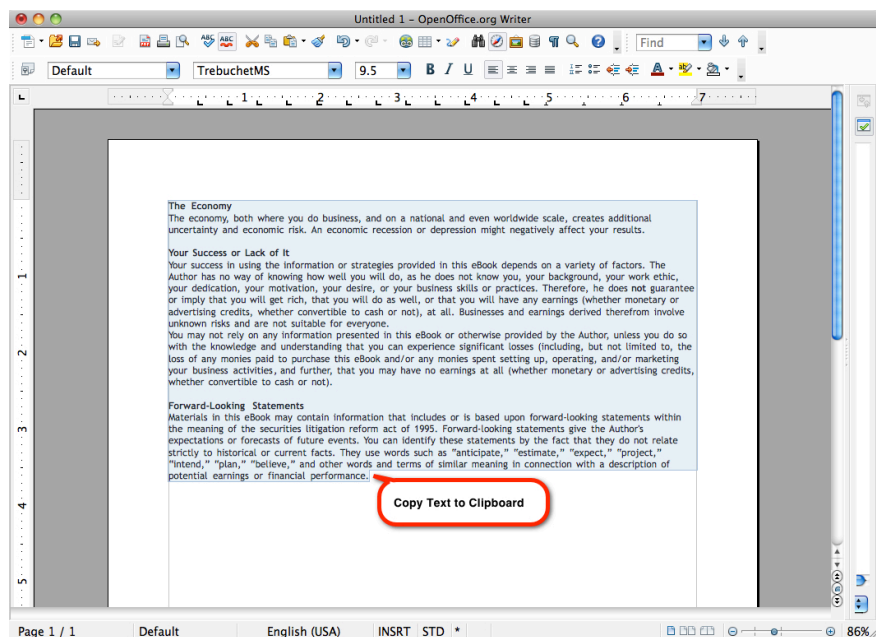 Untitled 1 - OpenOffice.org Writer
ABC ABC Find
Default TrebuchetMS 9.5 B I U A
1 2 3 4 5 6 7
The Economy
The economy, both where you do business, and on a national and even worldwide scale, creates additional
uncertainty and economic risk. An economic recession or depression might negatively affect your results.
Your Success or Lack of It
Your success in using the information or strategies provided in this eBook depends on a variety of factors. The
Author has no way of knowing how well you will do, as he does not know you, your background, your work ethic,
your dedication, your motivation, your desire, or your business skills or practices. Therefore, he does not guarantee
or imply that you will get rich, that you will do as well, or that you will have any earnings (whether monetary or
advertising credits, whether convertible to cash or not), at all. Businesses and earnings derived therefrom involve
unknown risks and are not suitable for everyone.
You may not rely on any information presented in this eBook or otherwise provided by the Author, unless you do so
with the knowledge and understanding that you can experience significant losses (including, but not limited to, the
loss of any monies paid to purchase this eBook and/or any monies spent setting up, operating, and/or marketing
your business activities, and further, that you may have no earnings at all (whether monetary or advertising credits,
whether convertible to cash or not).
Forward-Looking Statements
Materials in this eBook may contain information that includes or is based upon forward-looking statements within
the meaning of the securities litigation reform act of 1995. Forward-looking statements give the Author's
expectations or forecasts of future events. You can identify these statements by the fact that they do not relate
strictly to historical or current facts. They use words such as "anticipate," "estimate," "expect," "project,"
"intend," "plan," "believe," and other words and terms of similar meaning in connection with a description of
potential earnings or financial performance.
Copy Text to Clipboard
1
2
3
4
5
Page 1 / 1 Default English (USA) INSRT STD * 86%